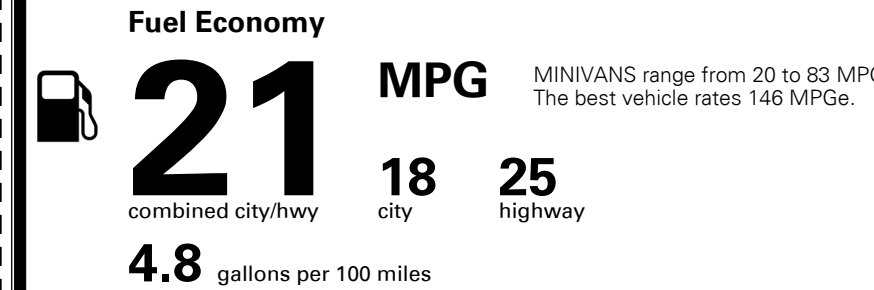 Fuel Economy
21 MPG
MINIVANS range from 20 to 83 MPG
The best vehicle rates 146 MPGe.
18 25
combined city/hwy city highway
4.8 gallons per 100 miles